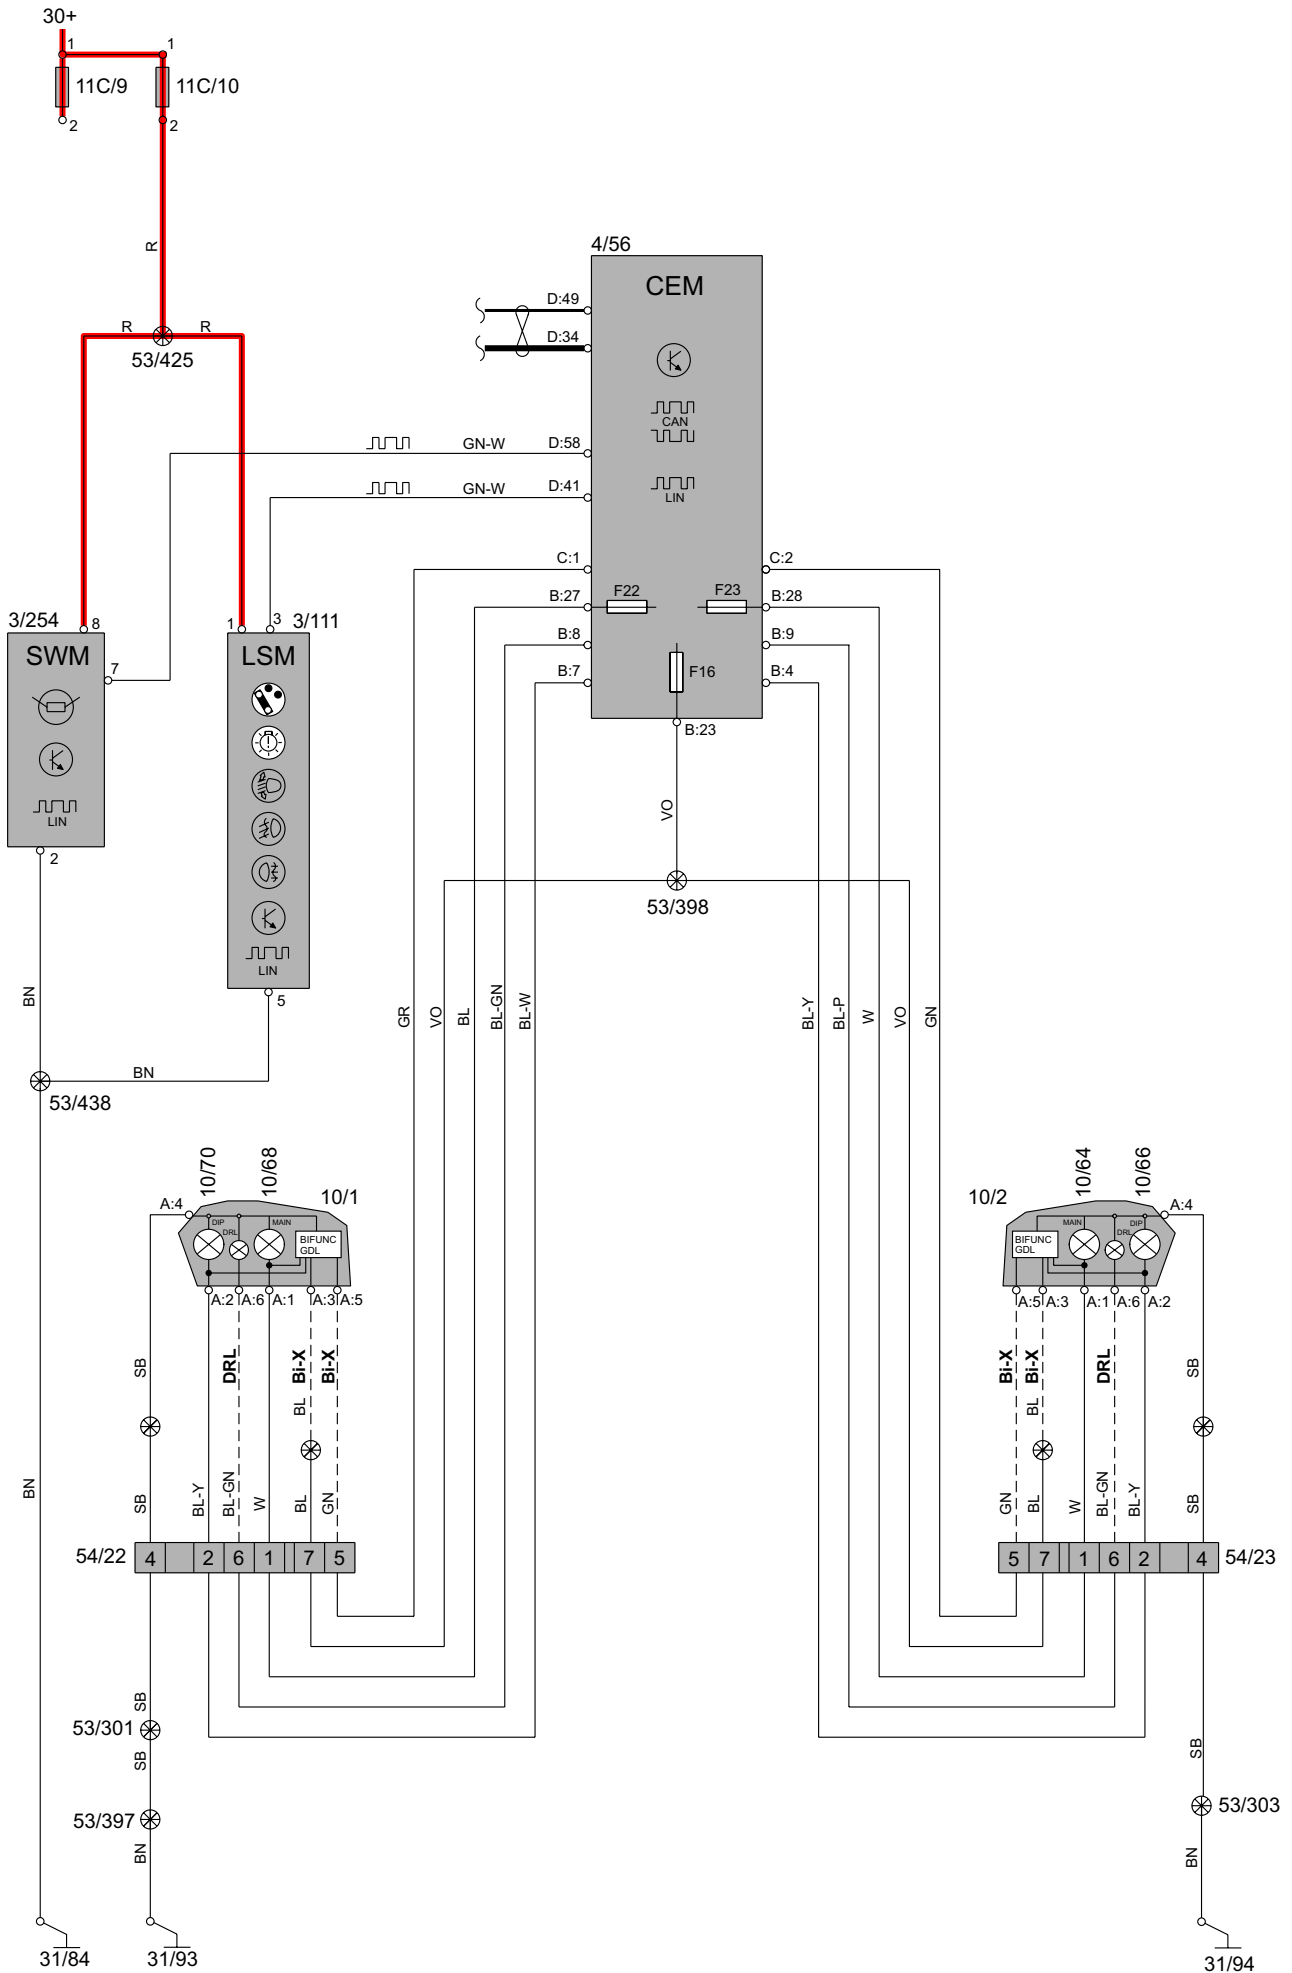 30+
1
1
11C/9
11C/10
2
2
R
4/56
CEM
D:49
R
R
D:34
53/425
CAN
GN-W
D:58
GN-W
D:41
LIN
C:1
C:2
B:27
F22
F23
B:28
3/254
8
1
3
3/111
B:8
B:9
SWM
LSM
7
B:7
F16
B:4
B:23
LIN
VO
2
53/398
LIN
BN
5
GR
VO
BL
BL-GN
BL-W
BL-Y
BL-P
W
VO
GN
BN
53/438
10/70
10/68
10/1
10/2
10/64
10/66
A:4
A:4
DIP
DRL
MAIN
BIFUNC
GDL
BIFUNC
GDL
MAIN
DRL
DIP
A:2
A:6
A:1
A:3
A:5
A:5
A:3
A:1
A:6
A:2
SB
DRL
Bi-X
Bi-X
Bi-X
Bi-X
DRL
SB
BL
BL
BN
SB
BL-Y
BL-GN
W
BL
GN
GN
BL
W
BL-GN
BL-Y
SB
54/22
4
2
6
1
7
5
5
7
1
6
2
4
54/23
SB
53/301
SB
SB
53/303
53/397
BN
BN
31/84
31/93
31/94